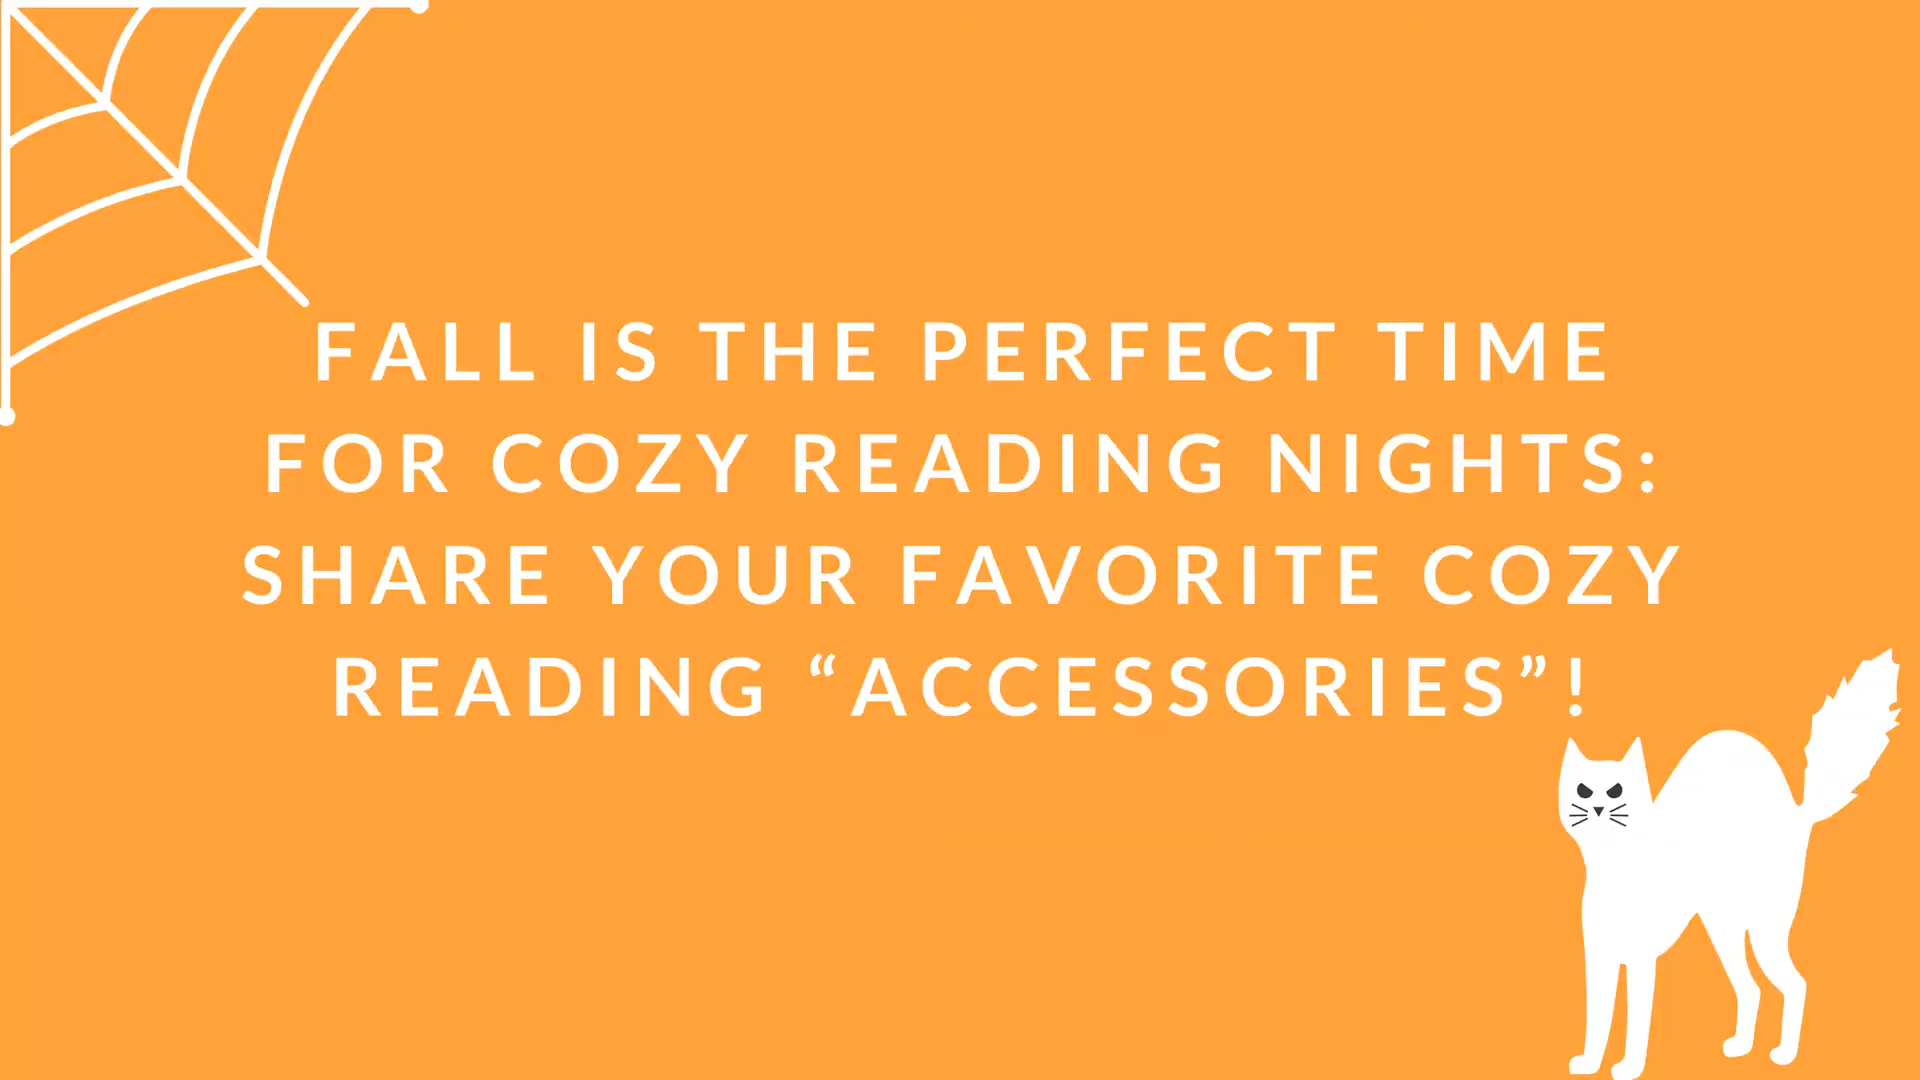 FALL IS THE PERFECT TIME
FOR COZY READING NIGHTS:
SHARE YOUR FAVORITE COZY
READING “ACCESSORIES”!